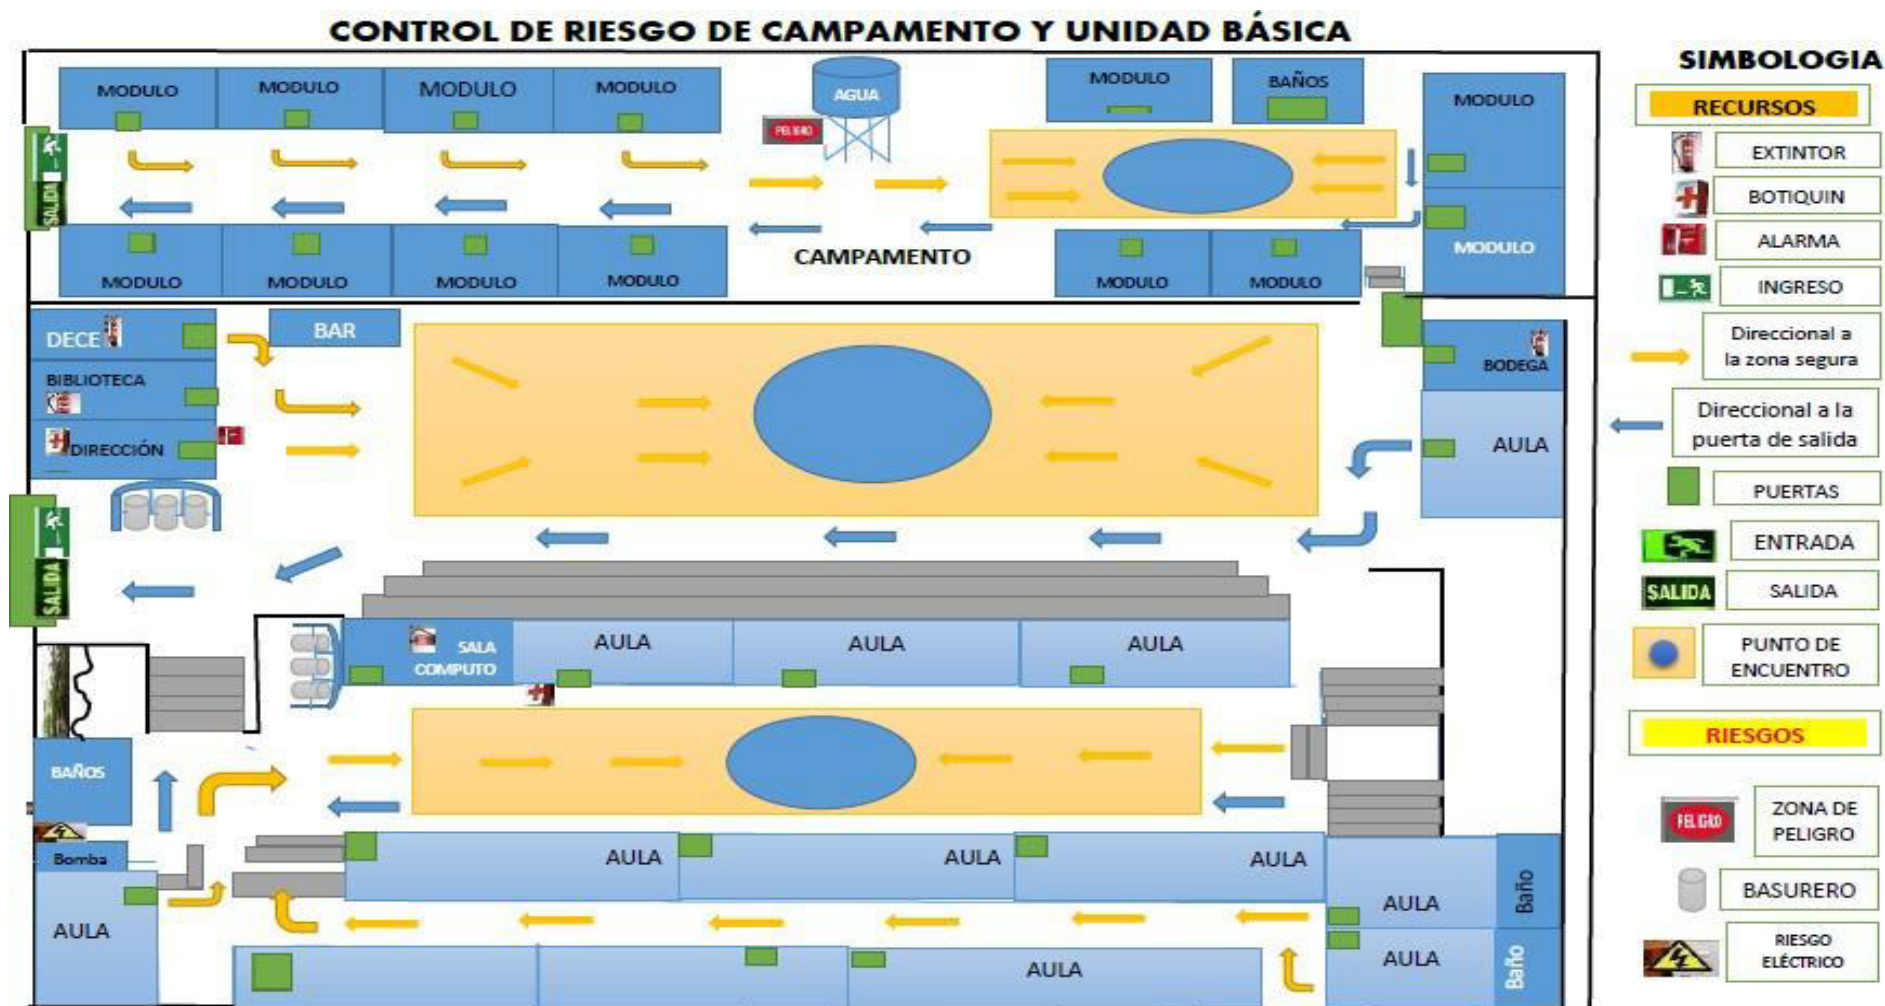 CONTROL DE RIESGO DE CAMPAMENTO Y UNIDAD BÁSICA
MODULO
MODULO
MODULO
MODULO
AGUA
PELIGRO
MODULO
BAÑOS
MODULO
SALIDA
MODULO
MODULO
MODULO
MODULO
CAMPAMENTO
MODULO
MODULO
MODULO
DECE
BAR
BODEGA
BIBLIOTECA
DIRECCIÓN
AULA
SALIDA
SALA
COMPUTO
AULA
AULA
AULA
BAÑOS
Bomba
AULA
AULA
AULA
AULA
AULA
Baño
AULA
AULA
Baño
SIMBOLOGIA
RECURSOS
EXTINTOR
BOTIQUIN
ALARMA
INGRESO
Direccional a
la zona segura
Direccional a la
puerta de salida
PUERTAS
ENTRADA
SALIDA
SALIDA
PUNTO DE
ENCUENTRO
RIESGOS
PELIGRO
ZONA DE
PELIGRO
BASURERO
RIESGO
ELÉCTRICO